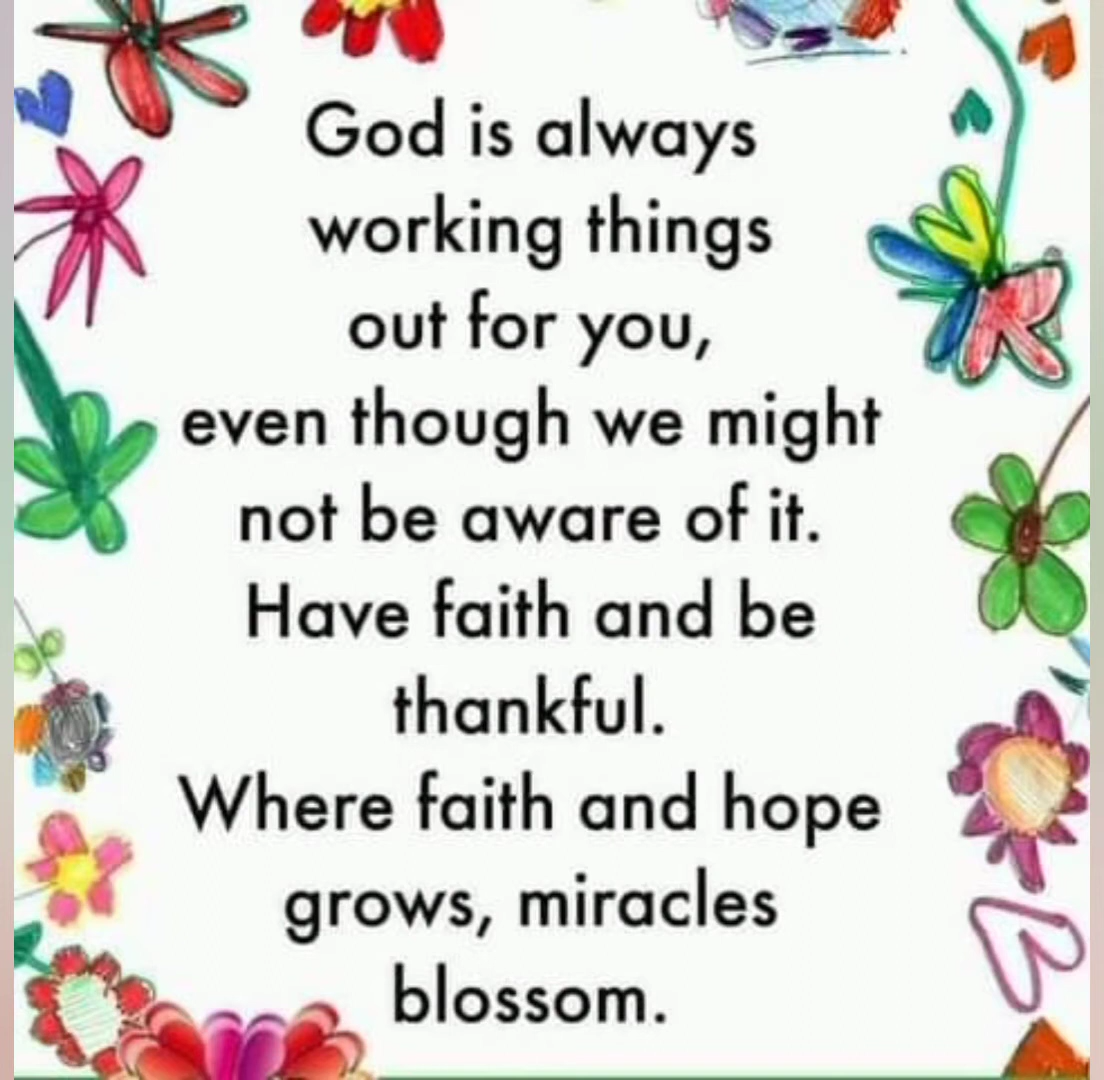 God is always
working things
out for you,
even though we might
not be aware of it.
Have faith and be
thankful.
Where faith and hope
grows, miracles
blossom.